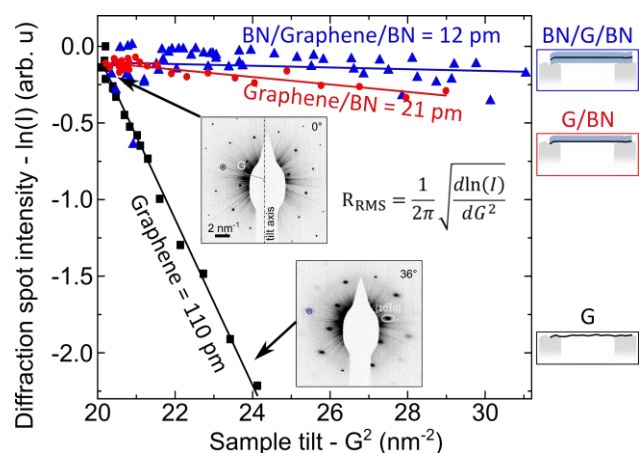 BN/Graphene/BN = 12 pm
Graphene/BN = 21 pm
Graphene = 110 pm
0°
G
tilt axis
2 nm⁻¹
36°
R_RMS = 1/2π √(dln(I)/dG²)
BN/G/BN
G/BN
G
Diffraction spot intensity - ln(I) (arb. u)
0.0
-0.5
-1.0
-1.5
-2.0
20 22 24 26 28 30
Sample tilt - G² (nm⁻²)